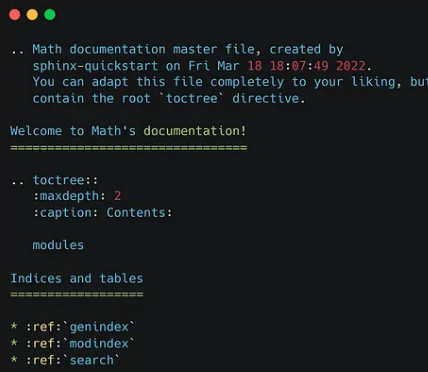 .. Math documentation master file, created by
sphinx-quickstart on Fri Mar 18 18:07:49 2022.
You can adapt this file completely to your liking,
contain the root `toctree` directive.
Welcome to Math's documentation!
================================
.. toctree::
:maxdepth: 2
:caption: Contents:
modules
Indices and tables
==================
* :ref:`genindex`
* :ref:`modindex`
* :ref:`search`